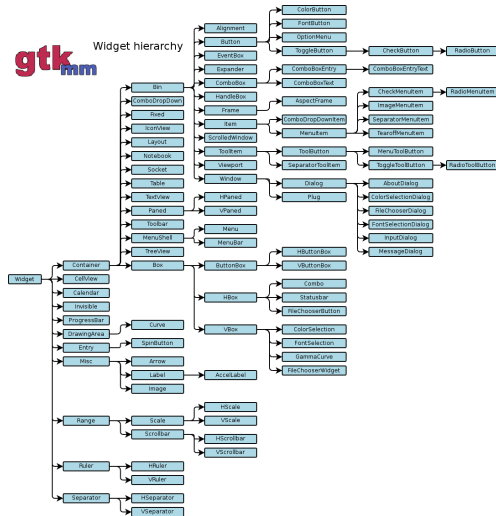 gtkmm
Widget hierarchy
Widget
Container
CellView
Calendar
Invisible
ProgressBar
DrawingArea
Entry
Misc
Range
Ruler
Separator
Bin
ComboDropDown
Fixed
IconView
Layout
Notebook
Socket
Table
TextView
Paned
Toolbar
MenuShell
TreeView
Box
Curve
SpinButton
Arrow
Label
Image
Scale
Scrollbar
HRuler
VRuler
HSeparator
VSeparator
Alignment
Button
EventBox
Expander
ComboBox
HandleBox
Frame
Item
ScrolledWindow
ToolItem
Viewport
Window
HPaned
VPaned
Menu
MenuBar
ButtonBox
HBox
VBox
AccelLabel
HScale
VScale
HScrollbar
VScrollbar
ColorButton
FontButton
OptionMenu
ToggleButton
ComboBoxEntry
ComboBoxText
AspectFrame
ComboDropDownItem
MenuItem
ToolButton
SeparatorToolItem
Dialog
Plug
HButtonBox
VButtonBox
Combo
Statusbar
FileChooserButton
ColorSelection
FontSelection
GammaCurve
FileChooserWidget
CheckButton
ComboBoxEntryText
CheckMenuItem
ImageMenuItem
SeparatorMenuItem
TearoffMenuItem
MenuToolButton
ToggleToolButton
AboutDialog
ColorSelectionDialog
FileChooserDialog
FontSelectionDialog
InputDialog
MessageDialog
RadioButton
RadioMenuItem
RadioToolButton